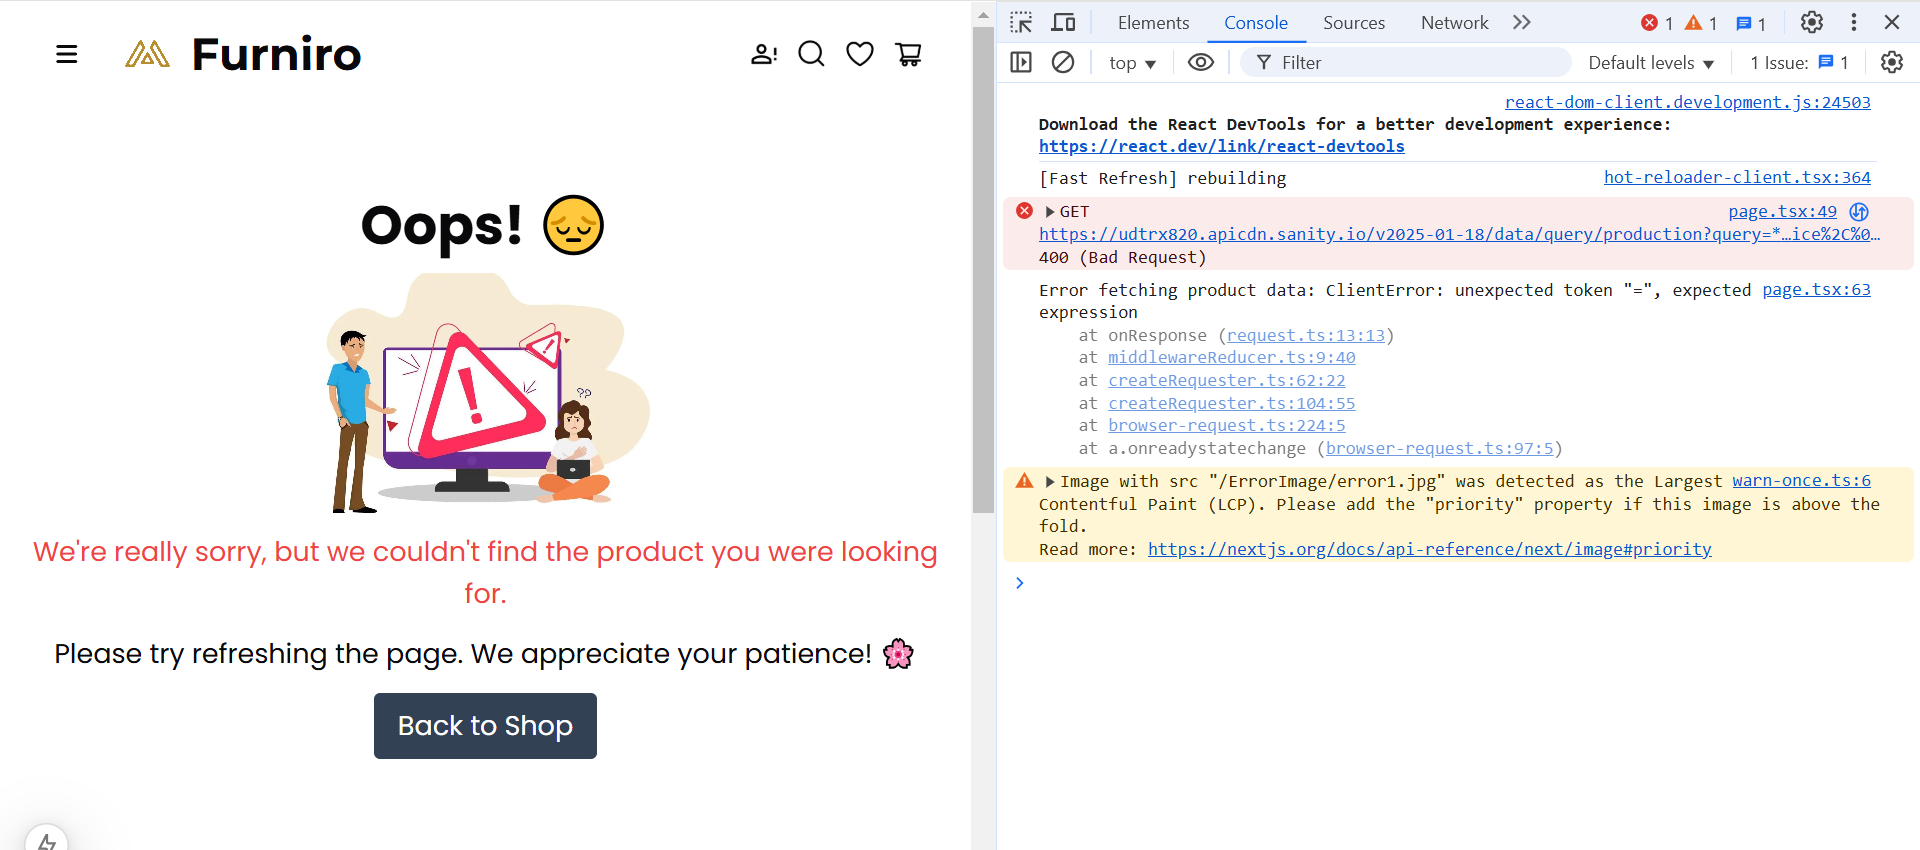 Furniro
Oops!
??
We're really sorry, but we couldn't find the product you were looking
for.
Please try refreshing the page. We appreciate your patience!
Back to Shop
Elements Console Sources Network 1 1 1
top Filter Default levels 1 Issue: 1
react-dom-client.development.js:24503
Download the React DevTools for a better development experience:
https://react.dev/link/react-devtools
[Fast Refresh] rebuilding hot-reloader-client.tsx:364
GET page.tsx:49
https://udtrx820.apicdn.sanity.io/v2025-01-18/data/query/production?query=*…ice%2C%0…
400 (Bad Request)
Error fetching product data: ClientError: unexpected token "=", expected page.tsx:63
expression
at onResponse (request.ts:13:13)
at middlewareReducer.ts:9:40
at createRequester.ts:62:22
at createRequester.ts:104:55
at browser-request.ts:224:5
at a.onreadystatechange (browser-request.ts:97:5)
Image with src "/ErrorImage/error1.jpg" was detected as the Largest warn-once.ts:6
Contentful Paint (LCP). Please add the "priority" property if this image is above the
fold.
Read more: https://nextjs.org/docs/api-reference/next/image#priority